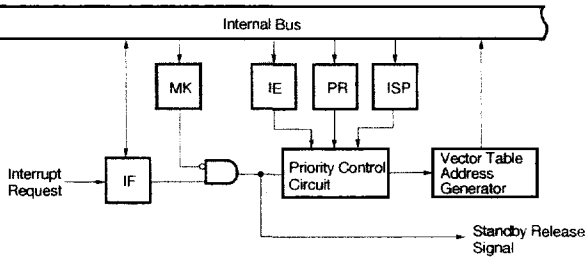 Internal Bus
MK
IE
PR
ISP
Interrupt
Request
IF
Priority Control
Circuit
Vector Table
Address
Generator
Standby Release
Signal